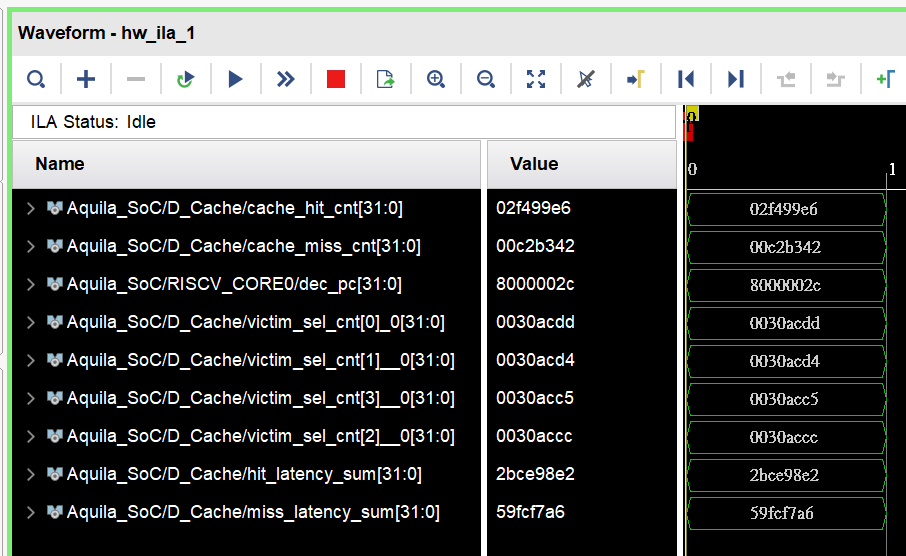 Waveform - hw_ila_1
ILA Status: Idle
Name Value 0 1
Aquila_SoC/D_Cache/cache_hit_cnt[31:0] 02f499e6 02f499e6
Aquila_SoC/D_Cache/cache_miss_cnt[31:0] 00c2b342 00c2b342
Aquila_SoC/RISCV_CORE0/dec_pc[31:0] 8000002c 8000002c
Aquila_SoC/D_Cache/victim_sel_cnt[0]_0[31:0] 0030acdd 0030acdd
Aquila_SoC/D_Cache/victim_sel_cnt[1]__0[31:0] 0030acd4 0030acd4
Aquila_SoC/D_Cache/victim_sel_cnt[3]__0[31:0] 0030acc5 0030acc5
Aquila_SoC/D_Cache/victim_sel_cnt[2]__0[31:0] 0030accc 0030accc
Aquila_SoC/D_Cache/hit_latency_sum[31:0] 2bce98e2 2bce98e2
Aquila_SoC/D_Cache/miss_latency_sum[31:0] 59fcf7a6 59fcf7a6